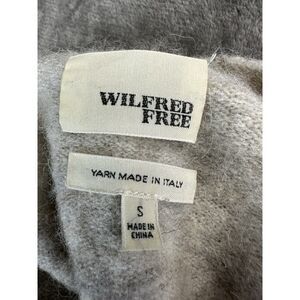 WILFRED
FREE
YARN MADE IN ITALY
S
MADE IN
CHINA